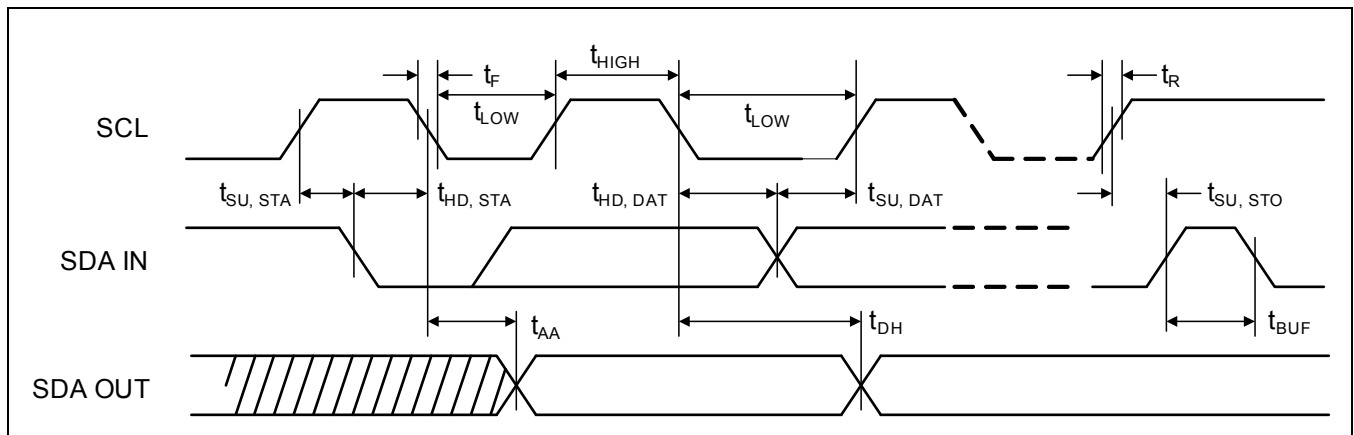 tHIGH
tF
tR
SCL
tLOW
tLOW
tSU, STA
tHD, STA
tHD, DAT
tSU, DAT
tSU, STO
SDA IN
tAA
tDH
tBUF
SDA OUT